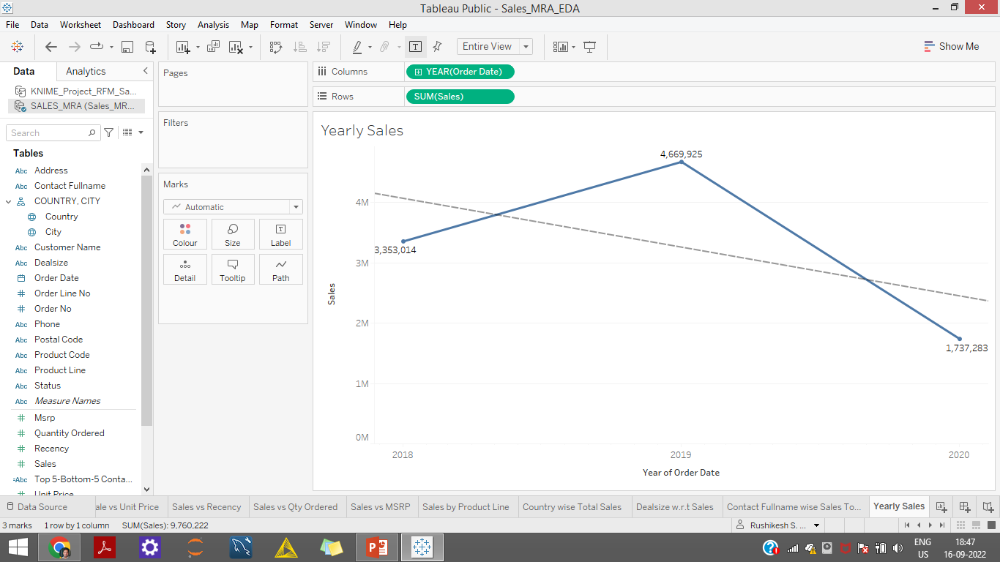 Tableau Public - Sales_MRA_EDA
File Data Worksheet Dashboard Story Analysis Map Format Server Window Help
Entire View
Show Me
Data Analytics
KNIME_Project_RFM_Sa...
SALES_MRA (Sales_MR...
Search
Tables
Abc Address
Abc Contact Fullname
COUNTRY, CITY
Country
City
Abc Customer Name
Abc Dealsize
Order Date
Order Line No
Order No
Abc Phone
Abc Postal Code
Abc Product Code
Abc Product Line
Abc Status
Abc Measure Names
Msrp
Quantity Ordered
Recency
Sales
=Abc Top 5-Bottom-5 Conta...
Unit Price
Pages
Filters
Marks
Automatic
Colour Size Label
Detail Tooltip Path
Columns YEAR(Order Date)
Rows SUM(Sales)
Yearly Sales
4,669,925
4M
3,353,014
3M
Sales
2M
1,737,283
1M
0M
2018 2019 2020
Year of Order Date
Data Source ale vs Unit Price Sales vs Recency Sales vs Qty Ordered Sales vs MSRP Sales by Product Line Country wise Total Sales Dealsize w.r.t Sales Contact Fullname wise Sales To... Yearly Sales
3 marks 1 row by 1 column SUM(Sales): 9,760,222 Rushikesh S. ...
ENG 18:47
US 16-09-2022